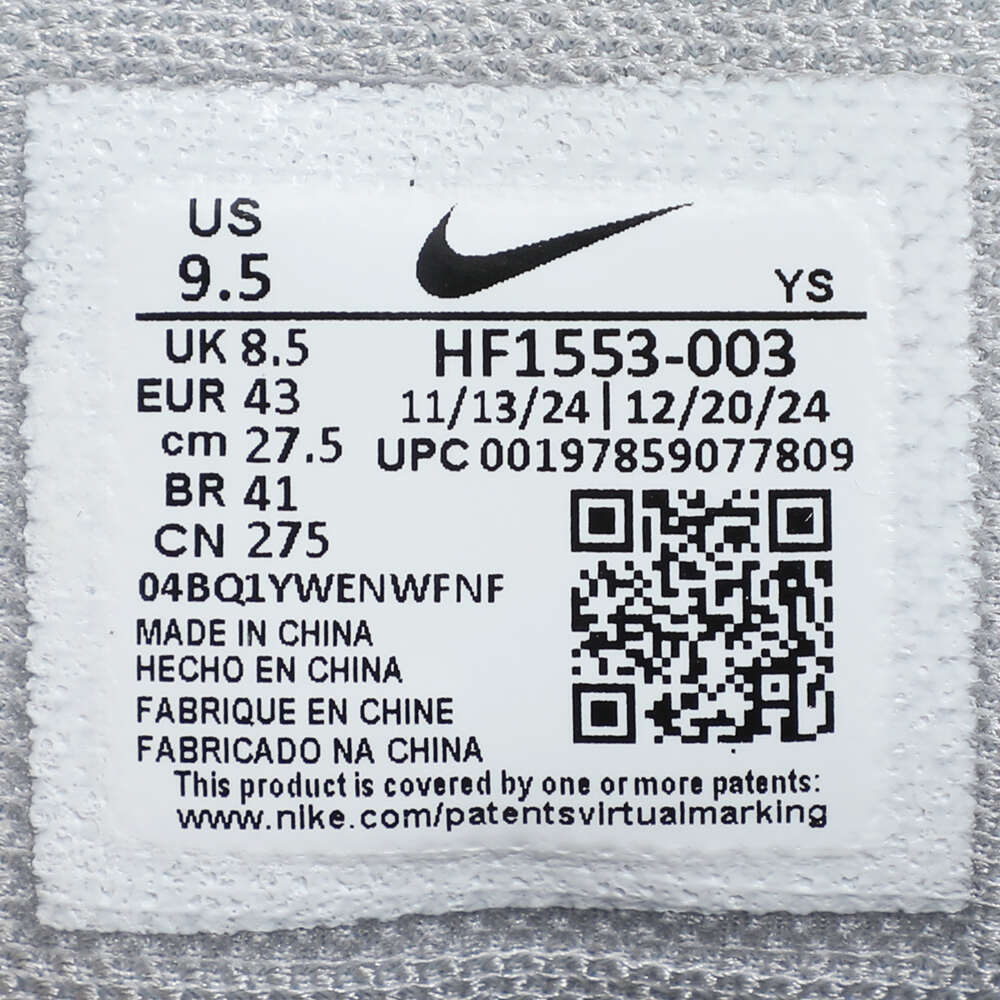 US
9.5
YS
UK 8.5
EUR 43
cm 27.5
BR 41
CN 275
HF1553-003
11/13/24 | 12/20/24
UPC 00197859077809
04BQ1YWENWFNF
MADE IN CHINA
HECHO EN CHINA
FABRIQUE EN CHINE
FABRICADO NA CHINA
This product is covered by one or more patents:
www.nike.com/patentsvirtualmarking